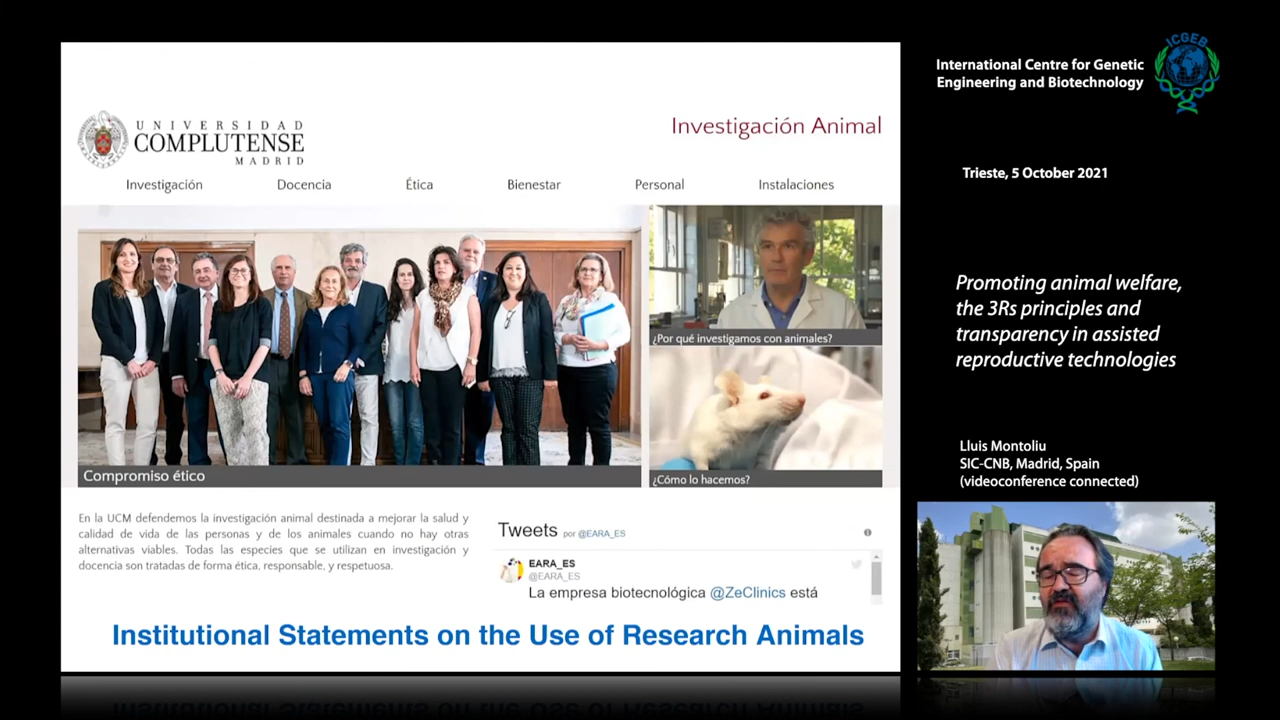 UNIVERSIDAD
COMPLUTENSE
MADRID
Investigación Animal
Investigación Docencia Ética Bienestar Personal Instalaciones
Compromiso ético
¿Por qué investigamos con animales?
¿Cómo lo hacemos?
En la UCM defendemos la investigación animal destinada a mejorar la salud y
calidad de vida de las personas y de los animales cuando no hay otras
alternativas viables. Todas las especies que se utilizan en investigación y
docencia son tratadas de forma ética, responsable, y respetuosa.
Tweets por @EARA_ES
EARA_ES
@EARA_ES
La empresa biotecnológica @ZeClinics está
Institutional Statements on the Use of Research Animals
International Centre for Genetic
Engineering and Biotechnology
ICGEB
Trieste, 5 October 2021
Promoting animal welfare,
the 3Rs principles and
transparency in assisted
reproductive technologies
Lluis Montoliu
SIC-CNB, Madrid, Spain
(videoconference connected)